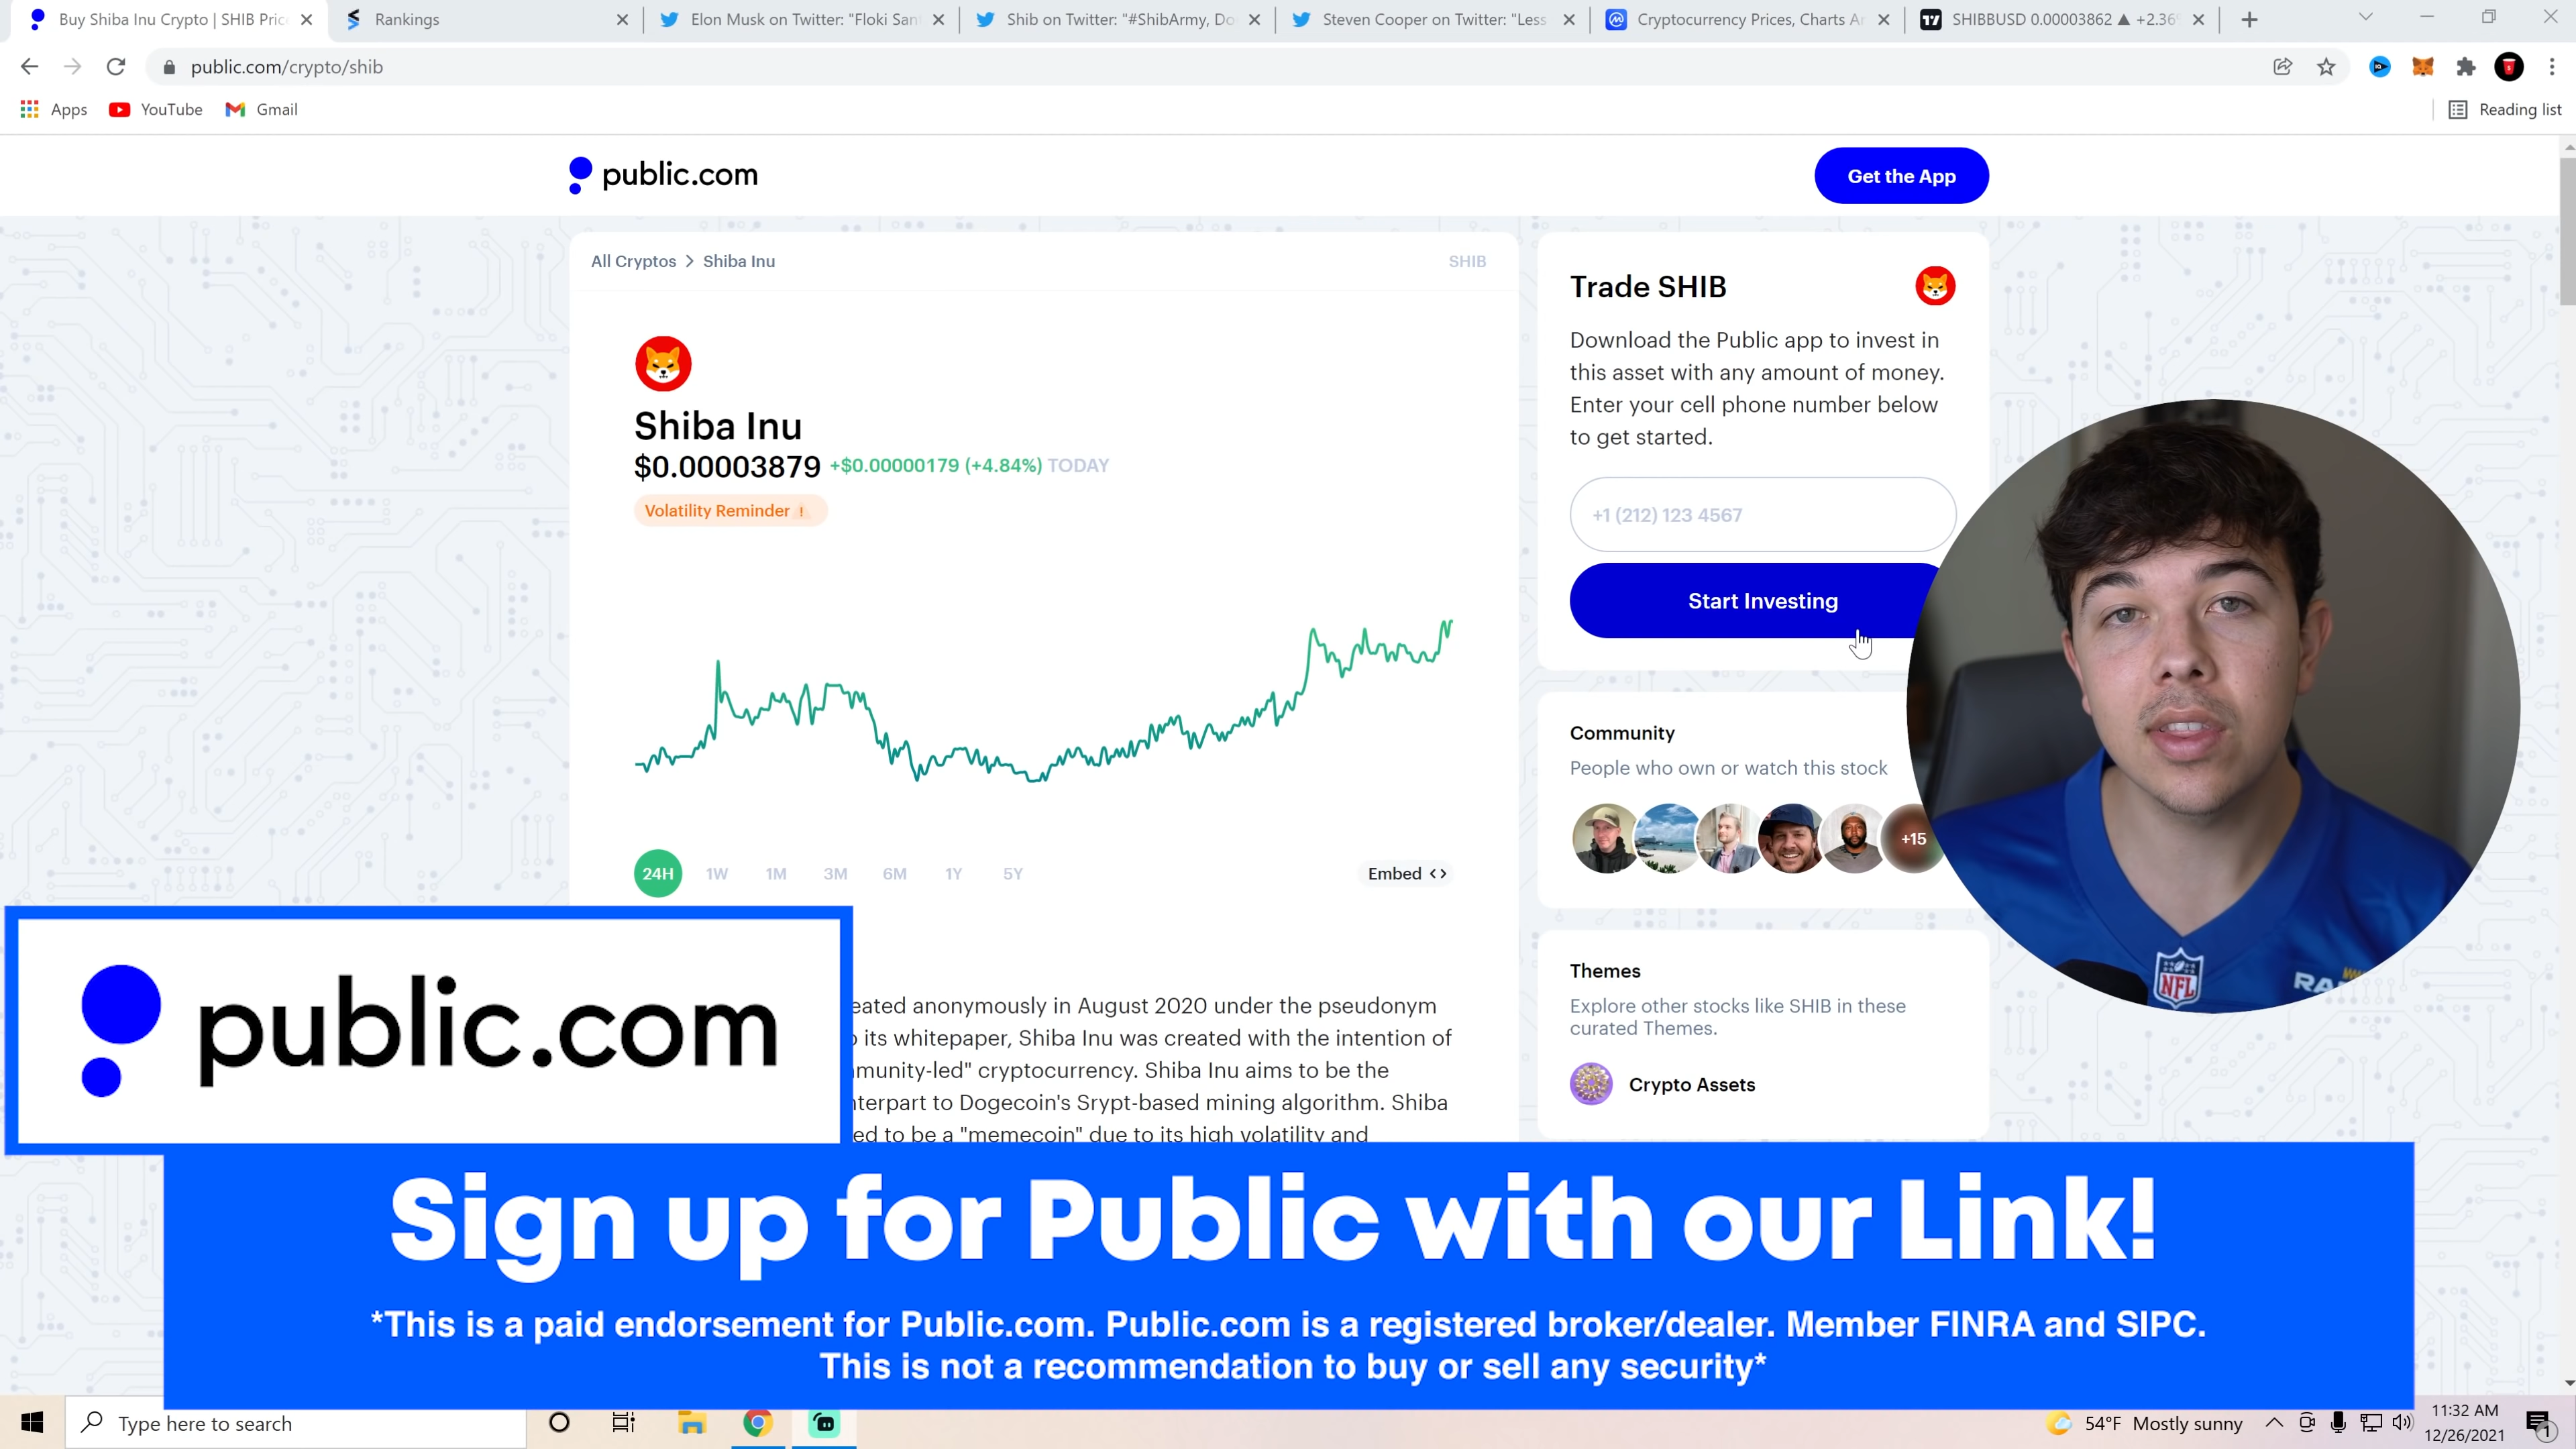 Buy Shiba Inu Crypto | SHIB Pric
Rankings
Elon Musk on Twitter: "Floki San
Shib on Twitter: "#ShibArmy, Do
Steven Cooper on Twitter: "Less
Cryptocurrency Prices, Charts A
SHIBBUSD 0.00003862 ▲ +2.36%
public.com/crypto/shib
Apps
YouTube
Gmail
Reading list
public.com
Get the App
All Cryptos > Shiba Inu
SHIB
Shiba Inu
$0.00003879 +$0.00000179 (+4.84%) TODAY
Volatility Reminder !
24H 1W 1M 3M 6M 1Y 5Y
Embed <>
Trade SHIB
Download the Public app to invest in
this asset with any amount of money.
Enter your cell phone number below
to get started.
+1 (212) 123 4567
Start Investing
Community
People who own or watch this stock
+15
Themes
Explore other stocks like SHIB in these
curated Themes.
Crypto Assets
NFL
RA
public.com
eated anonymously in August 2020 under the pseudonym
its whitepaper, Shiba Inu was created with the intention of
munity-led" cryptocurrency. Shiba Inu aims to be the
nterpart to Dogecoin's Srypt-based mining algorithm. Shiba
ed to be a "memecoin" due to its high volatility and
Sign up for Public with our Link!
*This is a paid endorsement for Public.com. Public.com is a registered broker/dealer. Member FINRA and SIPC.
This is not a recommendation to buy or sell any security*
Type here to search
54°F Mostly sunny
11:32 AM
12/26/2021
1